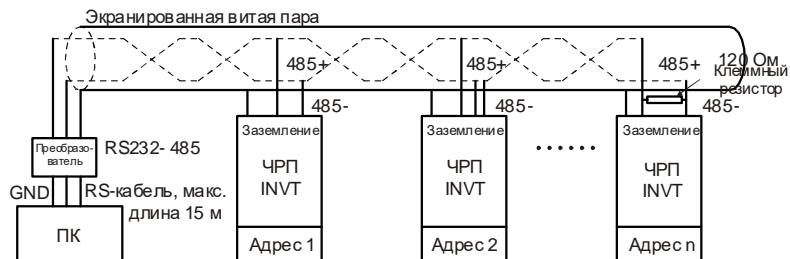 Экранированная витая пара
485+
485+
485+
120 Ом
Клеммный
резистор
485-
485-
485-
Заземление
Заземление
Заземление
Преобразо-
ватель
RS232- 485
ЧРП
INVT
ЧРП
INVT
ЧРП
INVT
GND
RS-кабель, макс.
длина 15 м
ПК
Адрес 1
Адрес 2
Адрес n